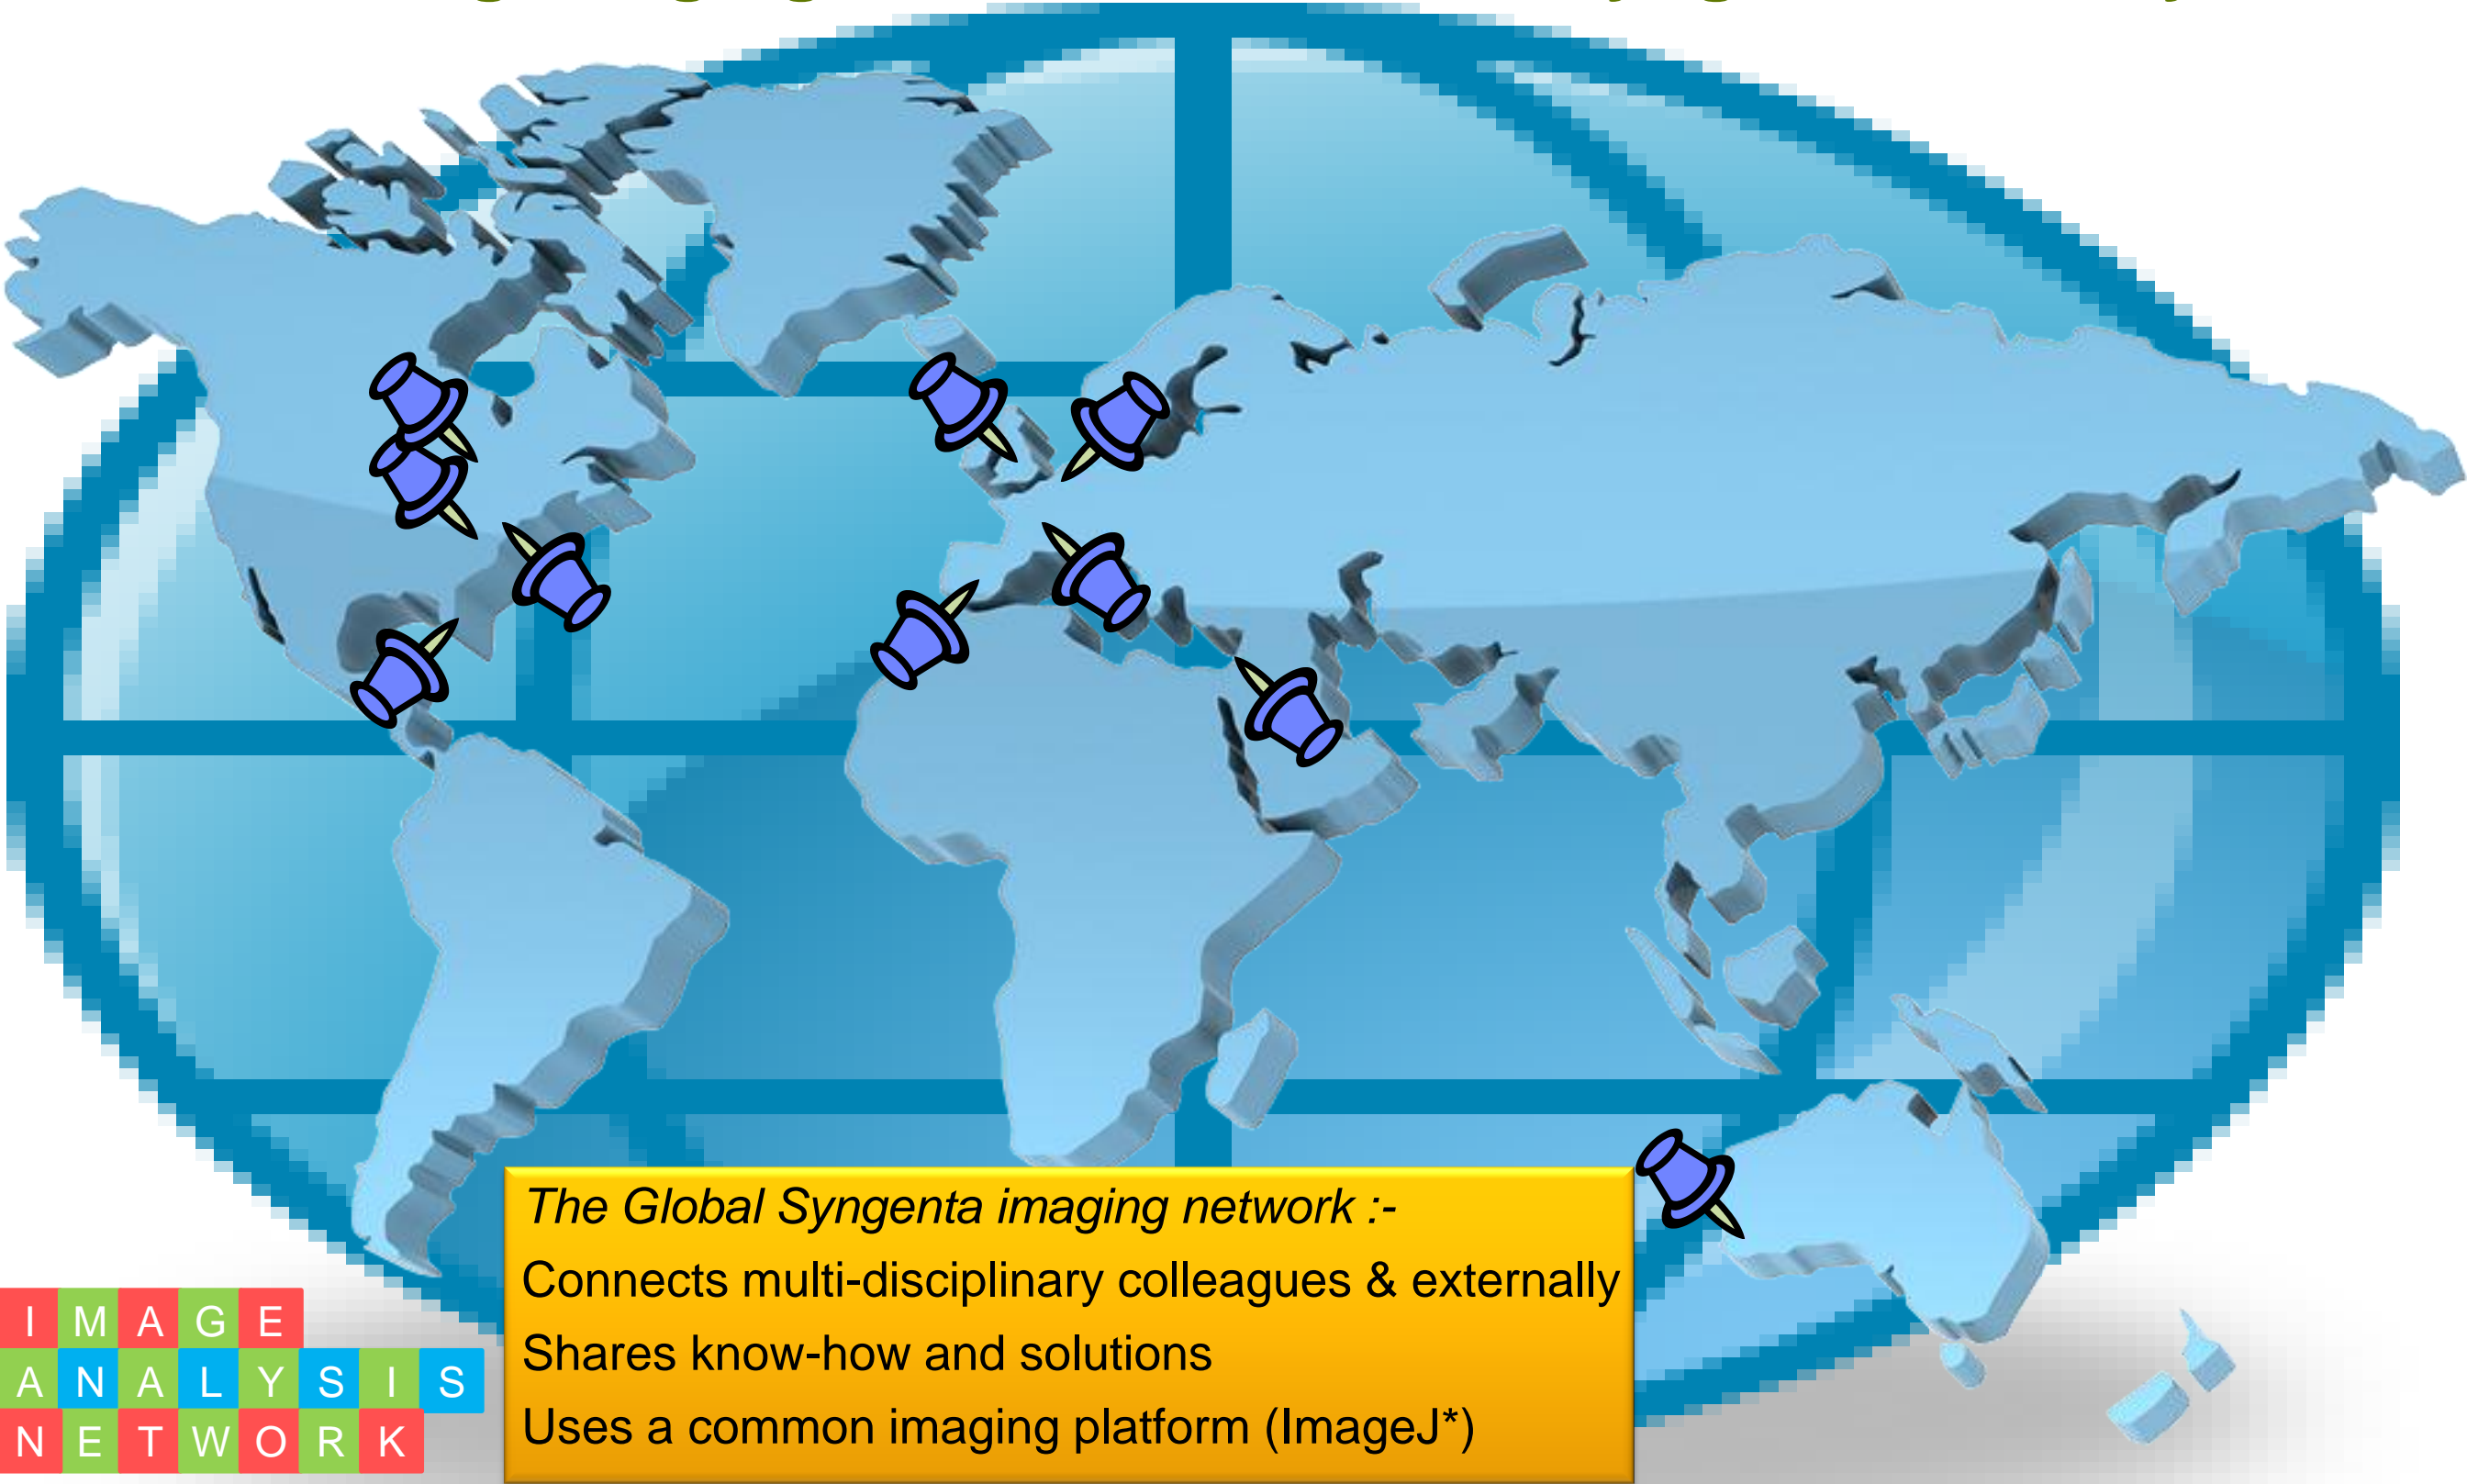 The Global Syngenta imaging network :-
Connects multi-disciplinary colleagues & externally
Shares know-how and solutions
Uses a common imaging platform (ImageJ*)
IMAGE
ANALYSIS
NETWORK